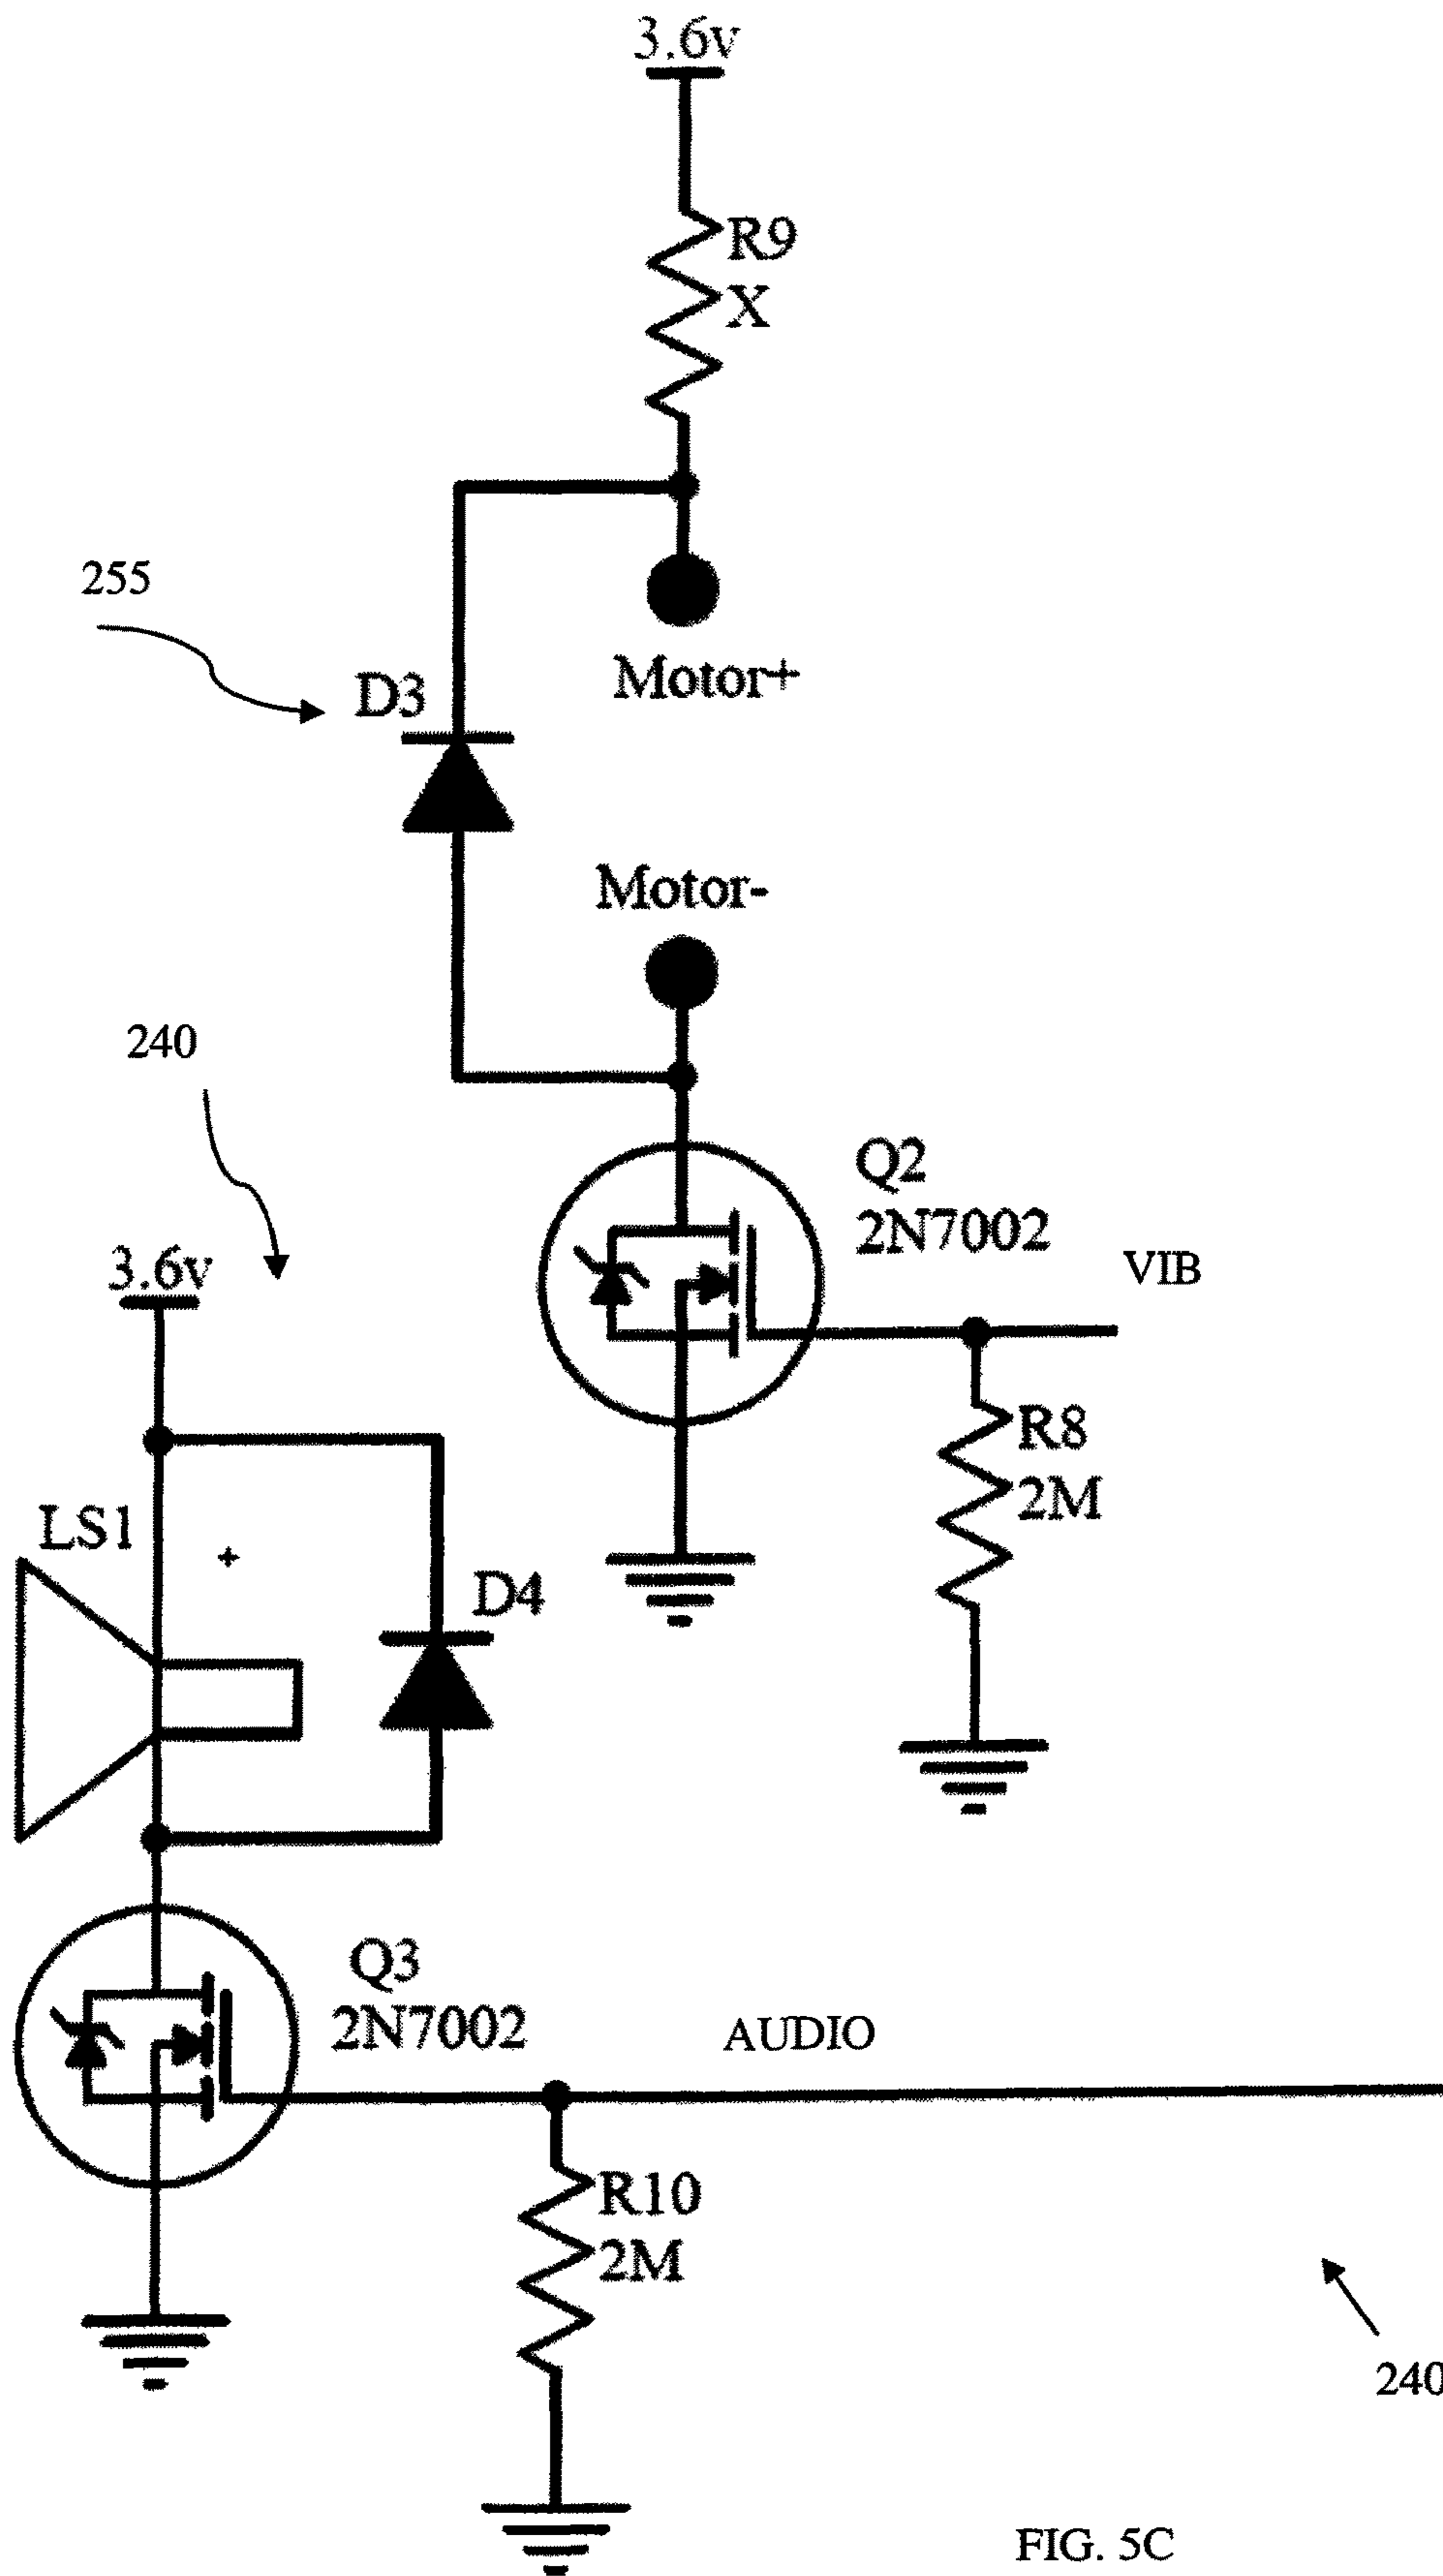 3.6v
R9
X
255
D3
Motor+
Motor-
240
Q2
2N7002
VIB
3.6v
R8
2M
LS1
+
D4
Q3
2N7002
AUDIO
R10
2M
240
FIG. 5C